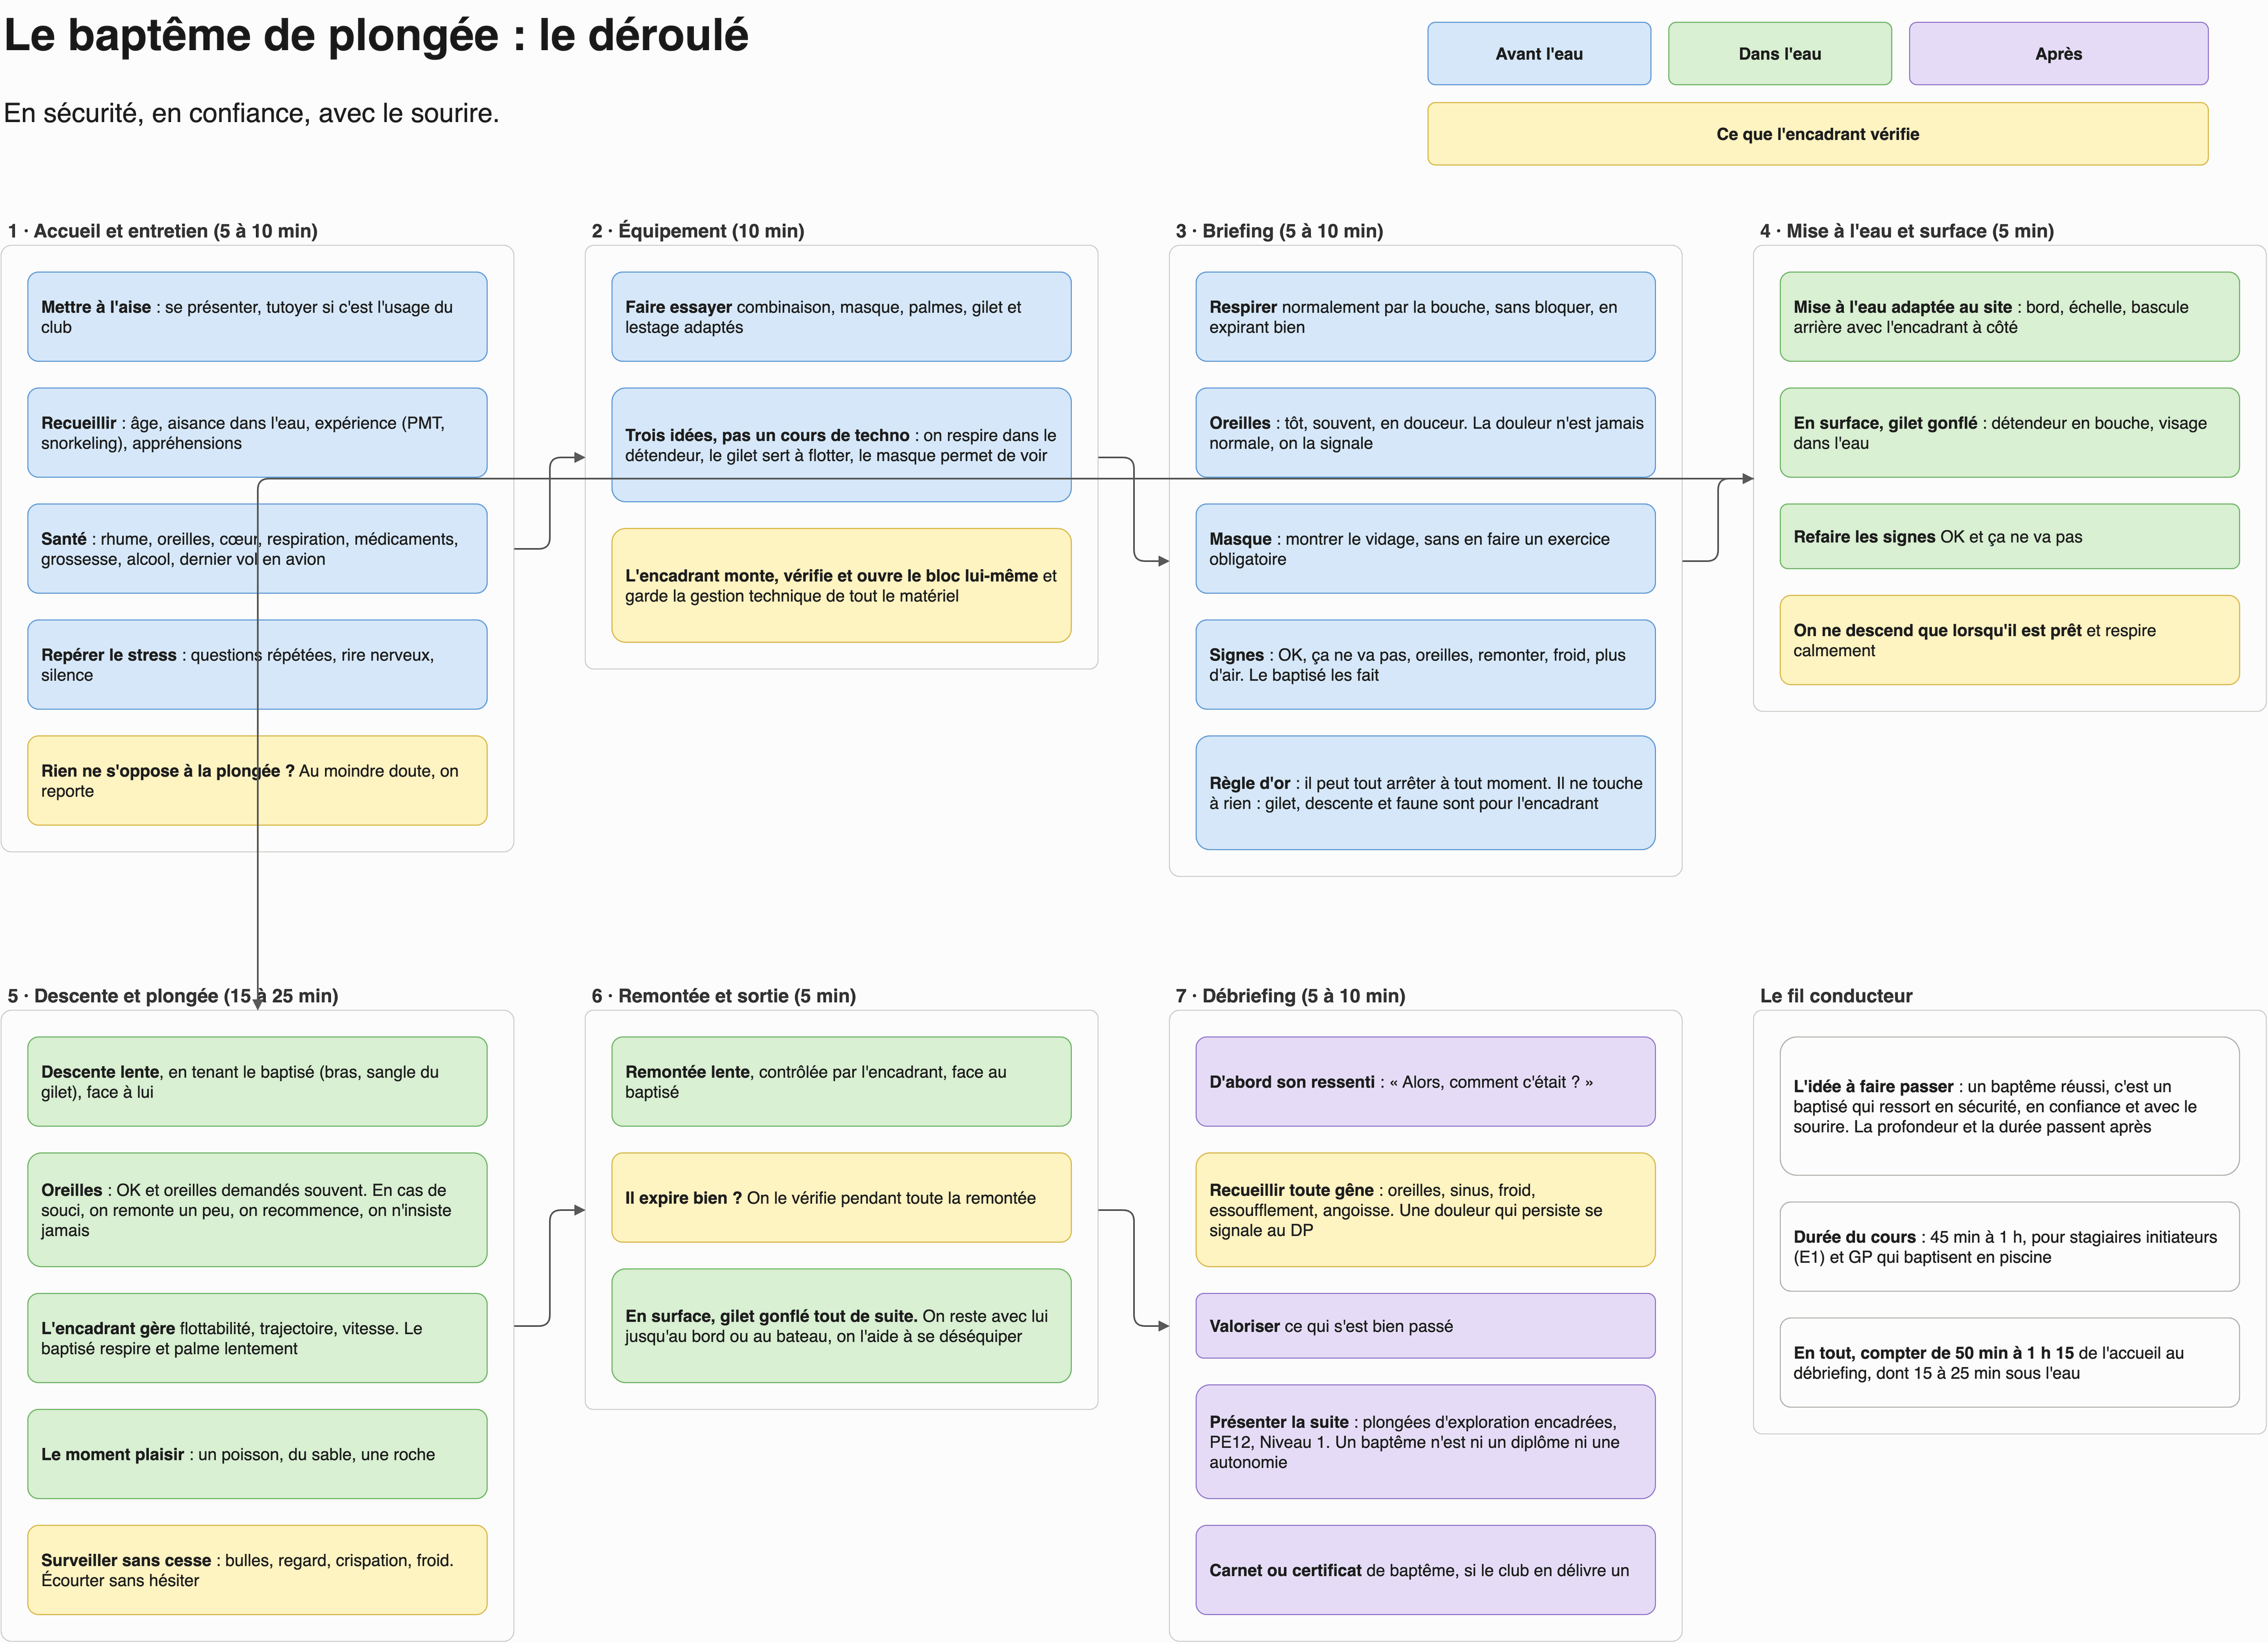 Le baptême de plongée : le déroulé
En sécurité, en confiance, avec le sourire.
Avant l'eau
Dans l'eau
Après
Ce que l'encadrant vérifie
1 · Accueil et entretien (5 à 10 min)
Mettre à l'aise : se présenter, tutoyer si c'est l'usage du
club
Recueillir : âge, aisance dans l'eau, expérience (PMT,
snorkeling), appréhensions
Santé : rhume, oreilles, cœur, respiration, médicaments,
grossesse, alcool, dernier vol en avion
Repérer le stress : questions répétées, rire nerveux,
silence
Rien ne s'oppose à la plongée ? Au moindre doute, on
reporte
2 · Équipement (10 min)
Faire essayer combinaison, masque, palmes, gilet et
lestage adaptés
Trois idées, pas un cours de techno : on respire dans le
détendeur, le gilet sert à flotter, le masque permet de voir
L'encadrant monte, vérifie et ouvre le bloc lui-même et
garde la gestion technique de tout le matériel
3 · Briefing (5 à 10 min)
Respirer normalement par la bouche, sans bloquer, en
expirant bien
Oreilles : tôt, souvent, en douceur. La douleur n'est jamais
normale, on la signale
Masque : montrer le vidage, sans en faire un exercice
obligatoire
Signes : OK, ça ne va pas, oreilles, remonter, froid, plus
d'air. Le baptisé les fait
Règle d'or : il peut tout arrêter à tout moment. Il ne touche
à rien : gilet, descente et faune sont pour l'encadrant
4 · Mise à l'eau et surface (5 min)
Mise à l'eau adaptée au site : bord, échelle, bascule
arrière avec l'encadrant à côté
En surface, gilet gonflé : détendeur en bouche, visage
dans l'eau
Refaire les signes OK et ça ne va pas
On ne descend que lorsqu'il est prêt et respire
calmement
5 · Descente et plongée (15 à 25 min)
Descente lente, en tenant le baptisé (bras, sangle du
gilet), face à lui
Oreilles : OK et oreilles demandés souvent. En cas de
souci, on remonte un peu, on recommence, on n'insiste
jamais
L'encadrant gère flottabilité, trajectoire, vitesse. Le
baptisé respire et palme lentement
Le moment plaisir : un poisson, du sable, une roche
Surveiller sans cesse : bulles, regard, crispation, froid.
Écourter sans hésiter
6 · Remontée et sortie (5 min)
Remontée lente, contrôlée par l'encadrant, face au
baptisé
Il expire bien ? On le vérifie pendant toute la remontée
En surface, gilet gonflé tout de suite. On reste avec lui
jusqu'au bord ou au bateau, on l'aide à se déséquiper
7 · Débriefing (5 à 10 min)
D'abord son ressenti : « Alors, comment c'était ? »
Recueillir toute gêne : oreilles, sinus, froid,
essoufflement, angoisse. Une douleur qui persiste se
signale au DP
Valoriser ce qui s'est bien passé
Présenter la suite : plongées d'exploration encadrées,
PE12, Niveau 1. Un baptême n'est ni un diplôme ni une
autonomie
Carnet ou certificat de baptême, si le club en délivre un
Le fil conducteur
L'idée à faire passer : un baptême réussi, c'est un
baptisé qui ressort en sécurité, en confiance et avec le
sourire. La profondeur et la durée passent après
Durée du cours : 45 min à 1 h, pour stagiaires initiateurs
(E1) et GP qui baptisent en piscine
En tout, compter de 50 min à 1 h 15 de l'accueil au
débriefing, dont 15 à 25 min sous l'eau